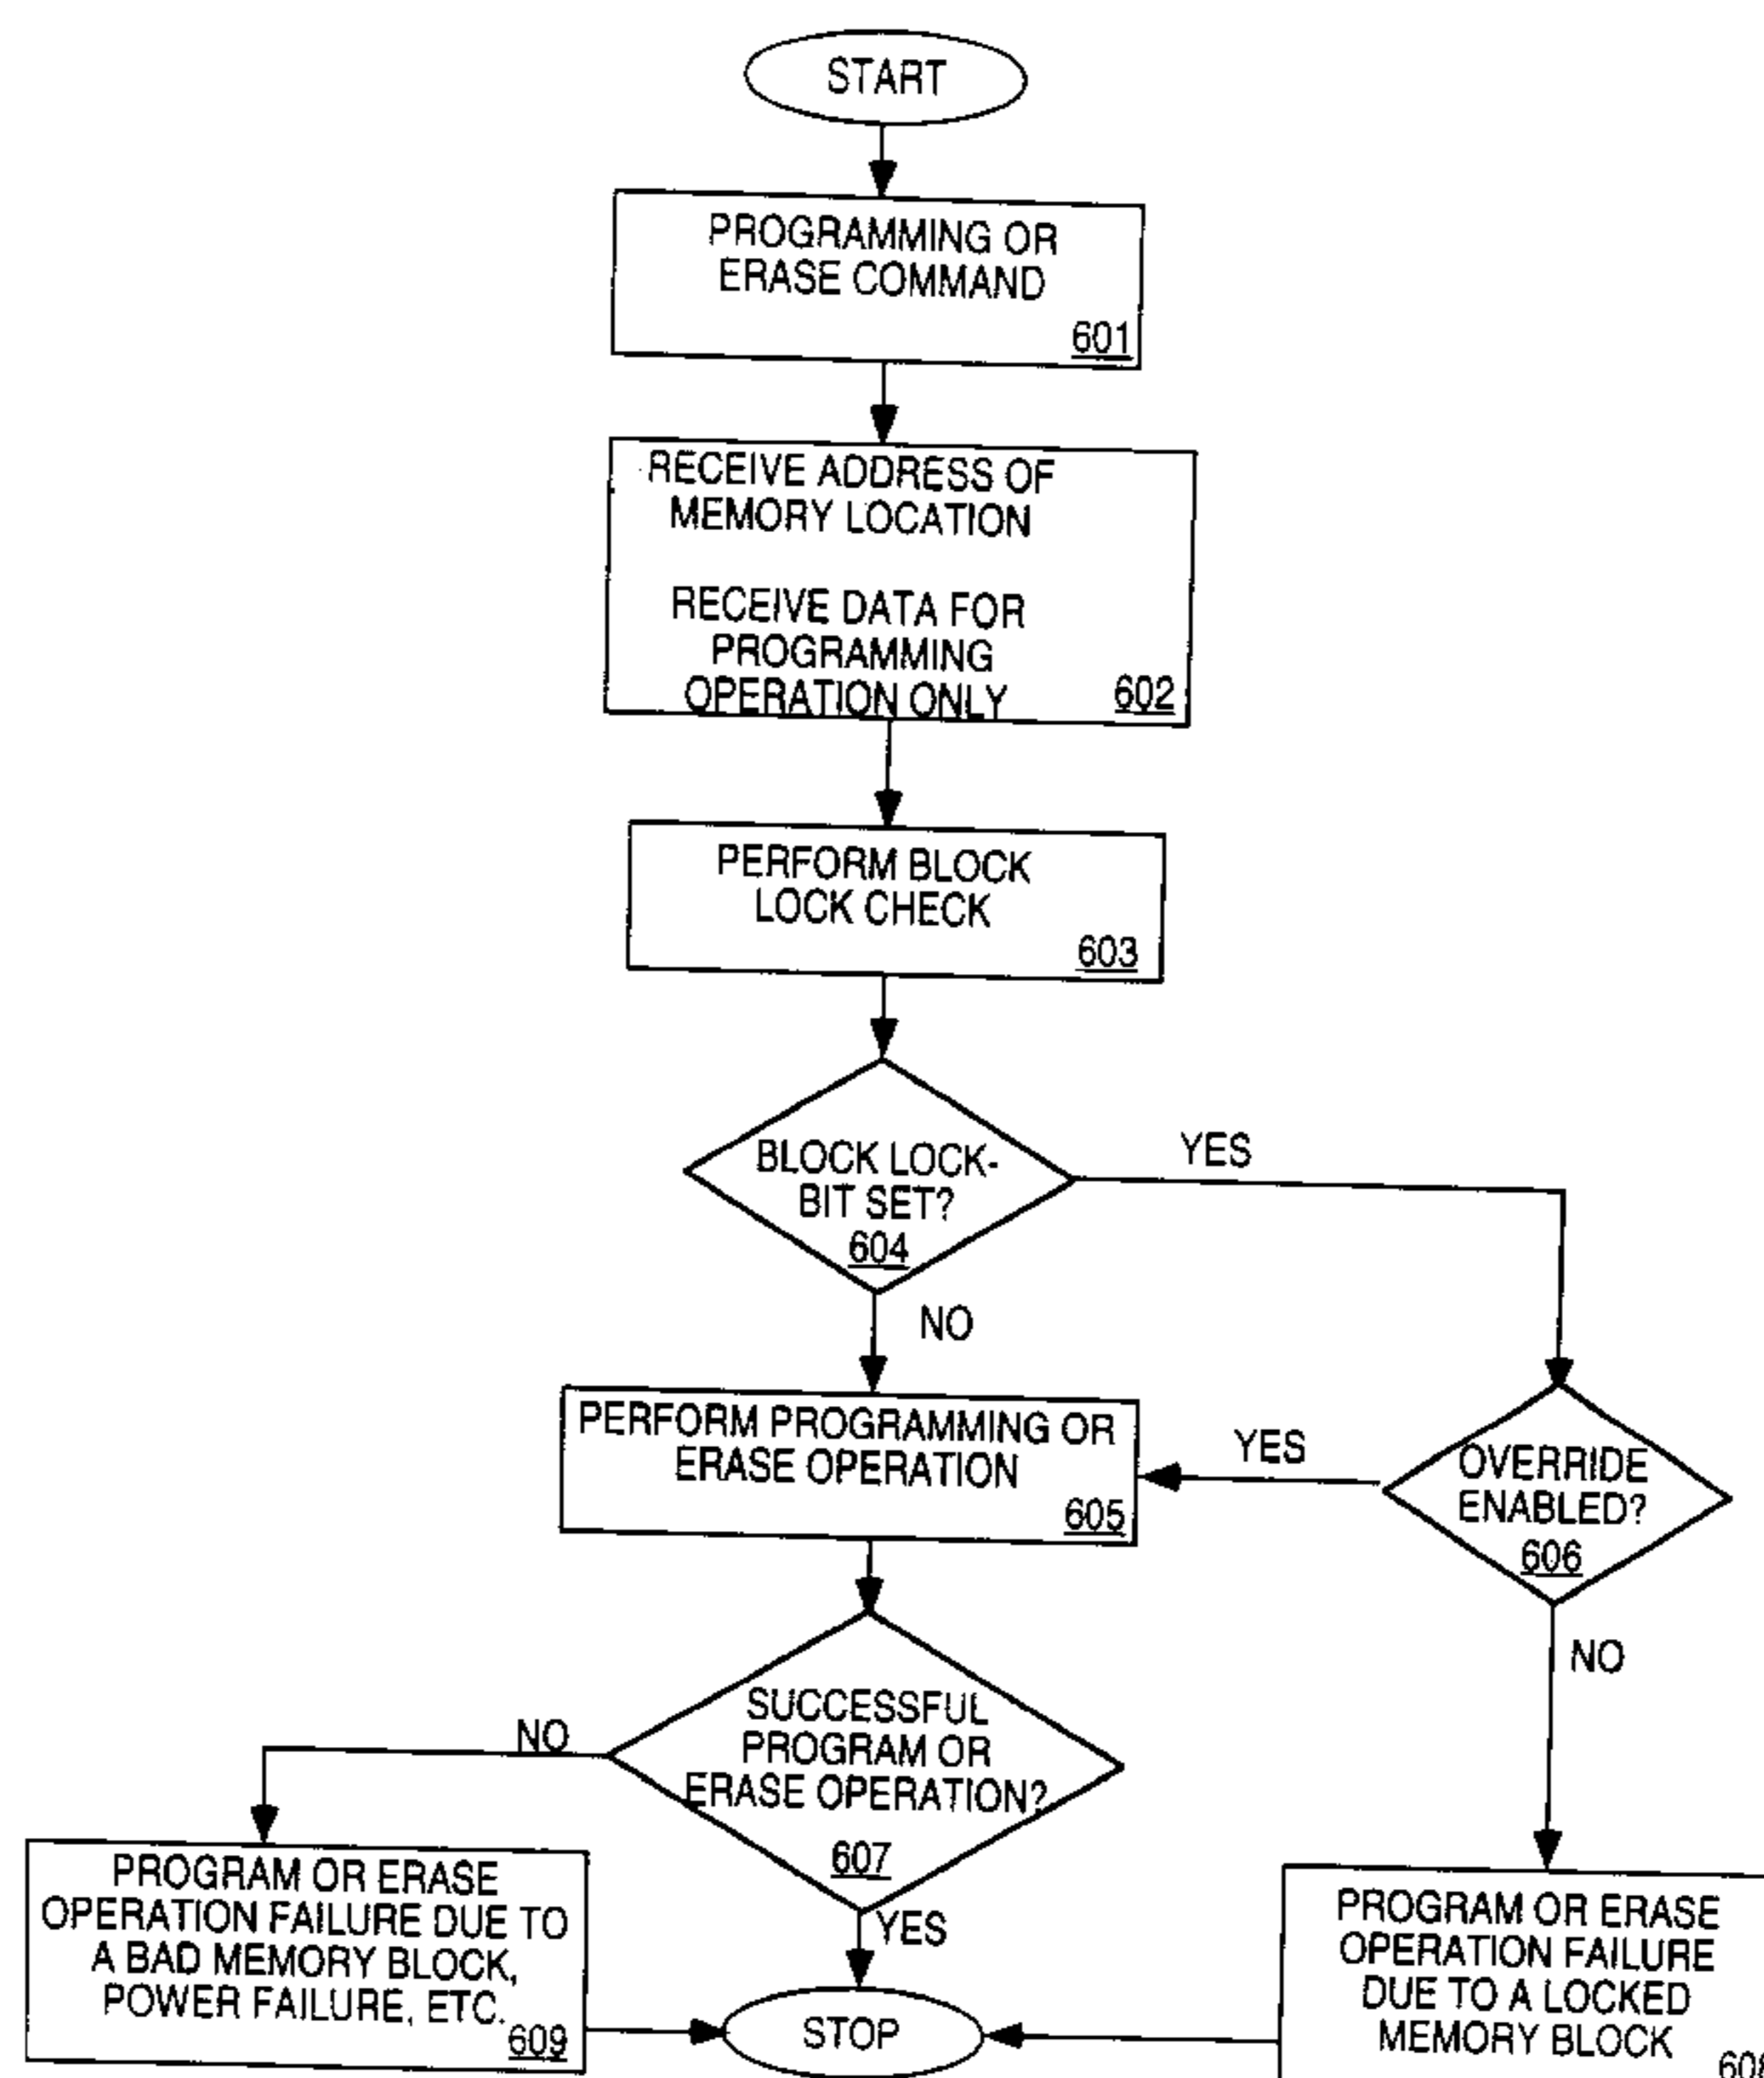 START
PROGRAMMING OR
ERASE COMMAND
601
RECEIVE ADDRESS OF
MEMORY LOCATION
RECEIVE DATA FOR
PROGRAMMING
OPERATION ONLY
602
PERFORM BLOCK
LOCK CHECK
603
BLOCK LOCK-
BIT SET?
604
YES
NO
PERFORM PROGRAMMING OR
ERASE OPERATION
605
YES
OVERRIDE
ENABLED?
606
NO
SUCCESSFUL
PROGRAM OR
ERASE OPERATION?
607
NO
YES
PROGRAM OR ERASE
OPERATION FAILURE DUE TO
A BAD MEMORY BLOCK,
POWER FAILURE, ETC.
609
STOP
PROGRAM OR ERASE
OPERATION FAILURE
DUE TO A LOCKED
MEMORY BLOCK
608